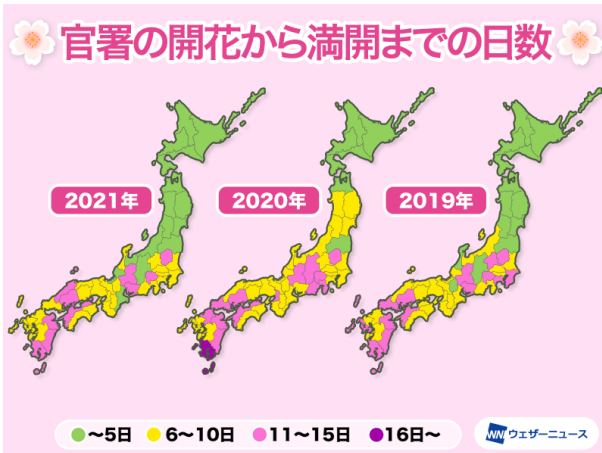 官署の開花から満開までの日数
2021年
2020年
2019年
～5日
6～10日
11～15日
16日～
WN ウェザーニュース